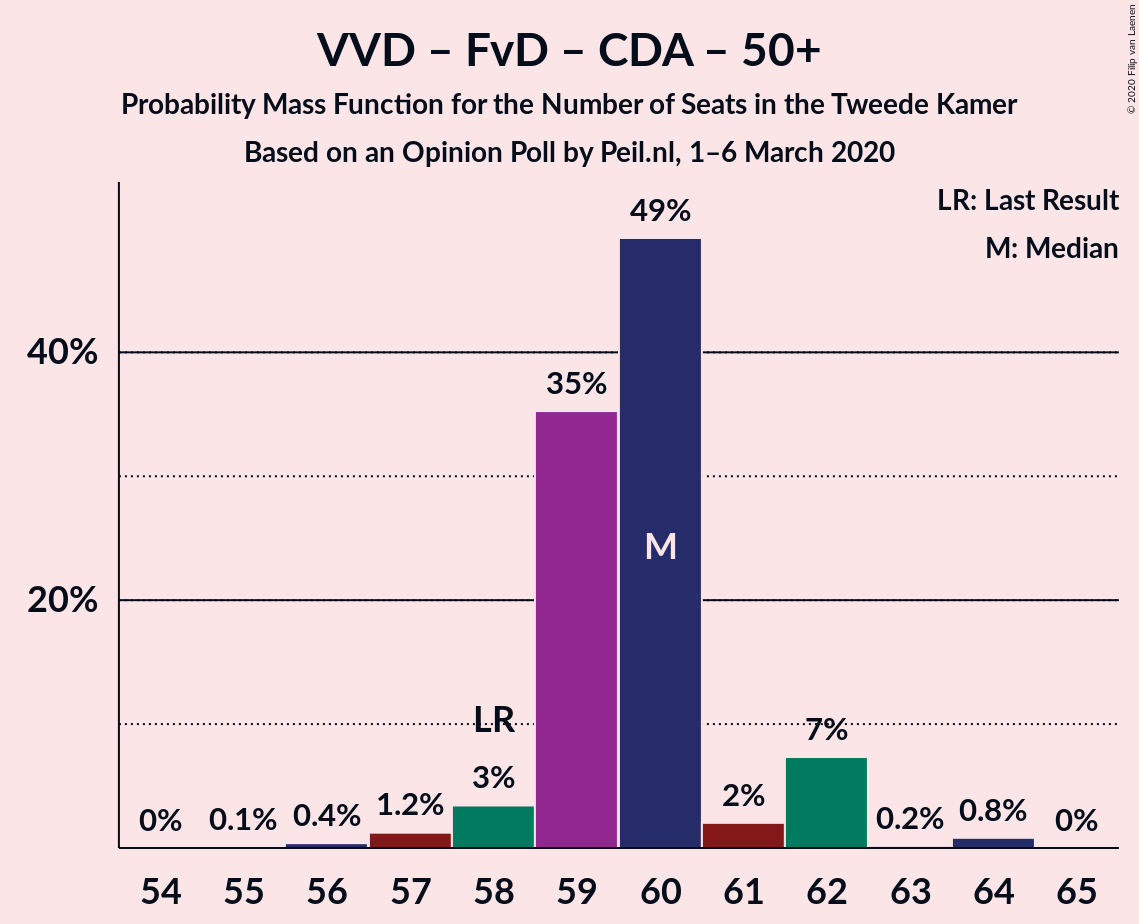 VVD – FvD – CDA – 50+
Probability Mass Function for the Number of Seats in the Tweede Kamer
Based on an Opinion Poll by Peil.nl, 1–6 March 2020
© 2020 Filip van Laenen
LR: Last Result
M: Median
49%
40%
35%
M
20%
LR
7%
3%
2%
0% 0.1% 0.4% 1.2% 0.2% 0.8% 0%
54 55 56 57 58 59 60 61 62 63 64 65